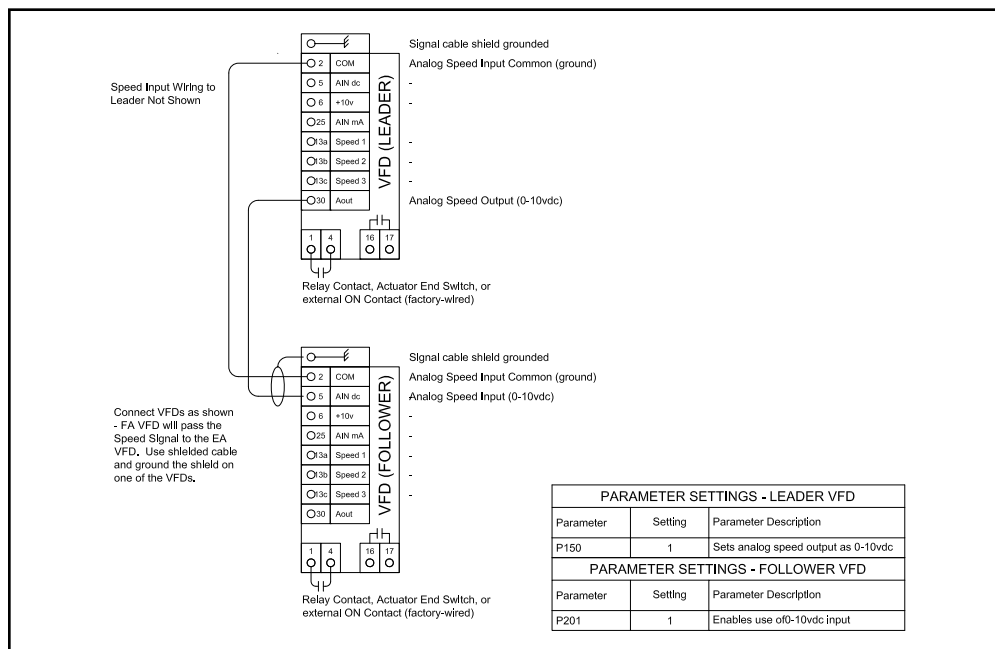 Signal cable shield grounded
2 COM Analog Speed Input Common (ground)
5 AIN dc -
6 +10v -
25 AIN mA
13a Speed 1 -
13b Speed 2 -
13c Speed 3 -
30 Aout Analog Speed Output (0-10vdc)
VFD (LEADER)
Speed Input Wiring to
Leader Not Shown
1 4 16 17
Relay Contact, Actuator End Switch, or
external ON Contact (factory-wired)
Signal cable shield grounded
2 COM Analog Speed Input Common (ground)
5 AIN dc Analog Speed Input (0-10vdc)
6 +10v -
25 AIN mA -
13a Speed 1 -
13b Speed 2 -
13c Speed 3 -
30 Aout
VFD (FOLLOWER)
Connect VFDs as shown
- FA VFD will pass the
Speed Signal to the EA
VFD. Use shielded cable
and ground the shield on
one of the VFDs.
1 4 16 17
Relay Contact, Actuator End Switch, or
external ON Contact (factory-wired)
PARAMETER SETTINGS - LEADER VFD
Parameter Setting Parameter Description
P150 1 Sets analog speed output as 0-10vdc
PARAMETER SETTINGS - FOLLOWER VFD
Parameter Setting Parameter Description
P201 1 Enables use of0-10vdc input